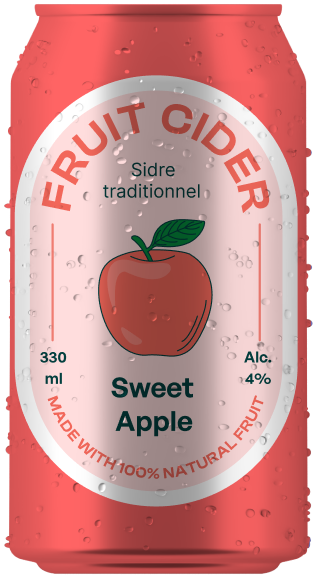 FRUIT CIDER
Sidre
traditionnel
330
ml
Alc.
4%
Sweet
Apple
MADE WITH 100% NATURAL FRUIT